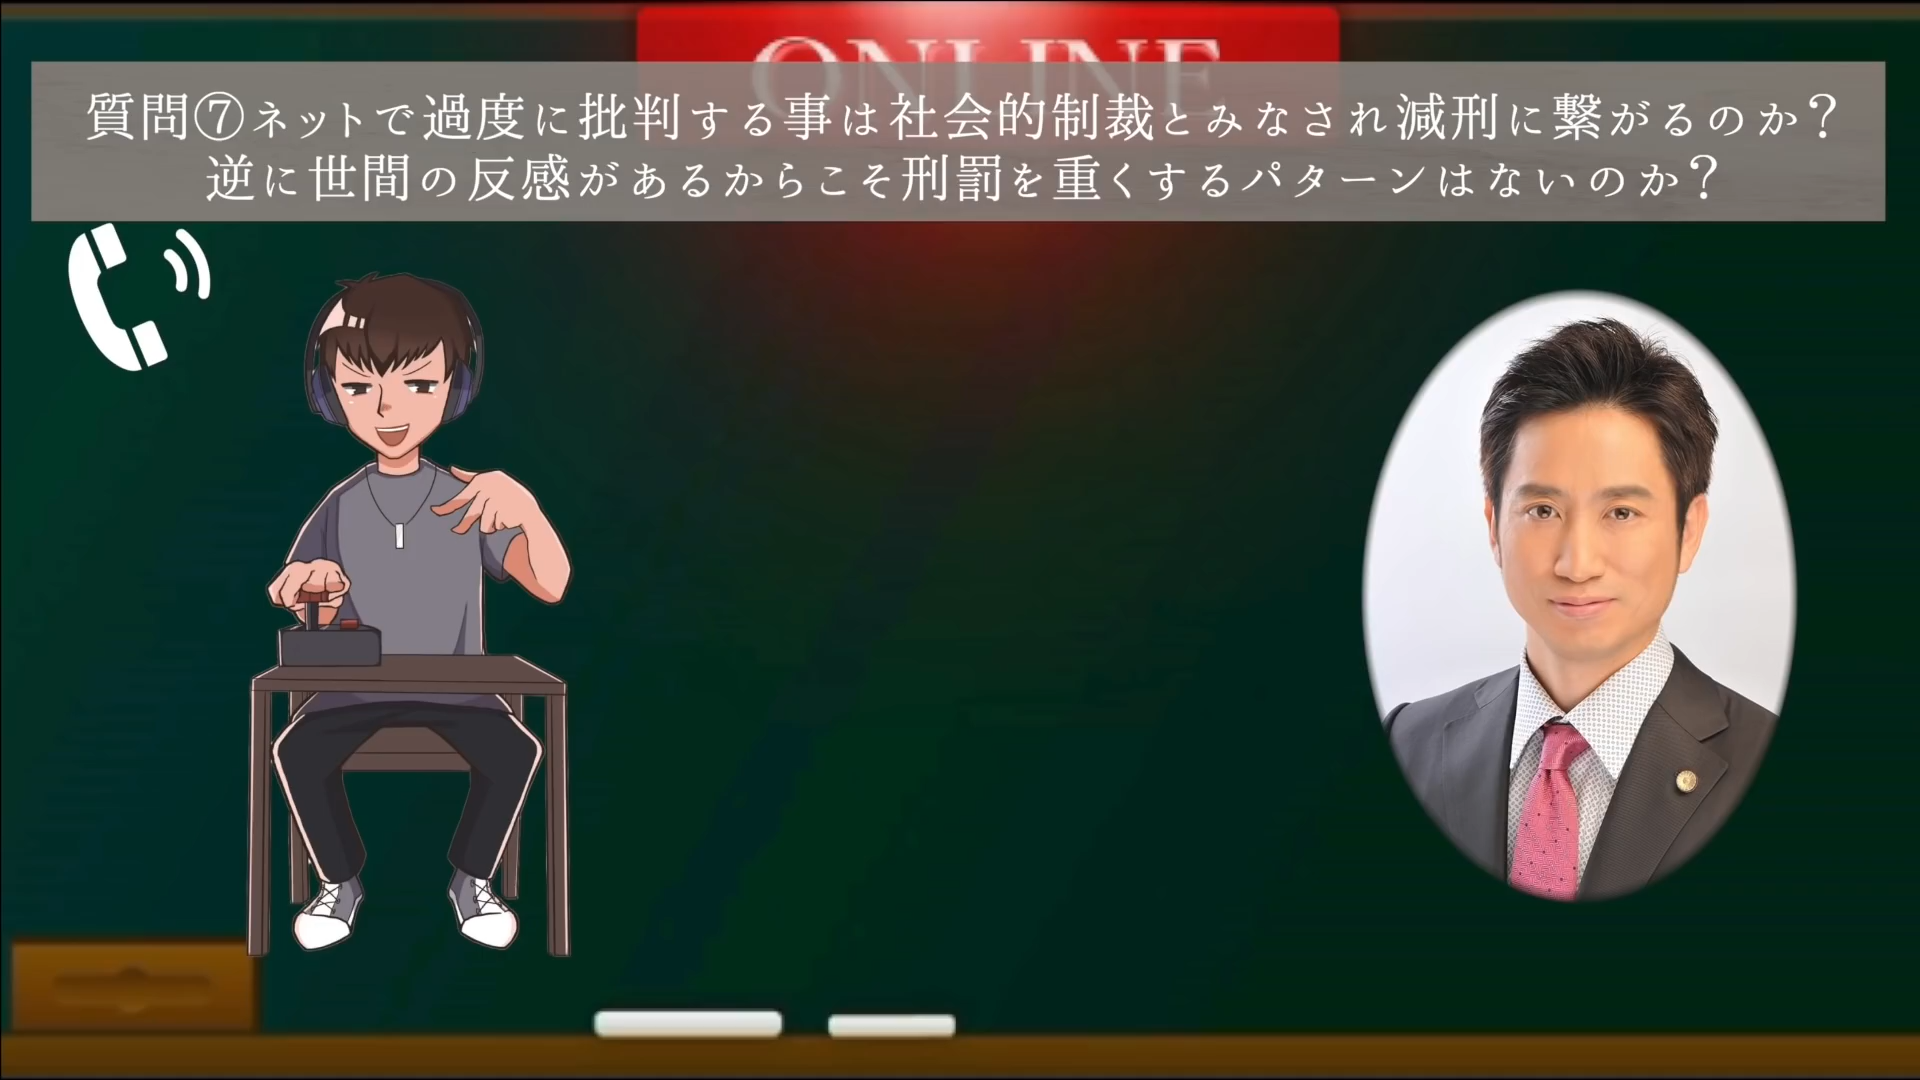 ONLINE
質問⑦ネットで過度に批判する事は社会的制裁とみなされ減刑に繋がるのか？
逆に世間の反感があるからこそ刑罰を重くするパターンはないのか？